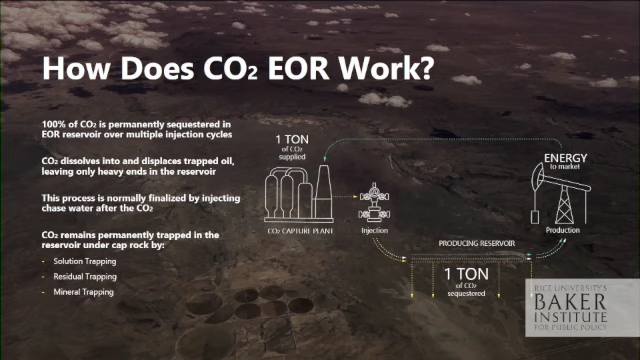 How Does CO₂ EOR Work?
100% of CO₂ is permanently sequestered in
EOR reservoir over multiple injection cycles
CO₂ dissolves into and displaces trapped oil,
leaving only heavy ends in the reservoir
This process is normally finalized by injecting
chase water after the CO₂
CO₂ remains permanently trapped in the
reservoir under cap rock by:
- Solution Trapping
- Residual Trapping
- Mineral Trapping
1 TON
of CO₂
supplied
CO₂ CAPTURE PLANT
Injection
ENERGY
to market
Production
PRODUCING RESERVOIR
1 TON
of CO₂
sequestered
RICE UNIVERSITY'S
BAKER
INSTITUTE
FOR PUBLIC POLICY